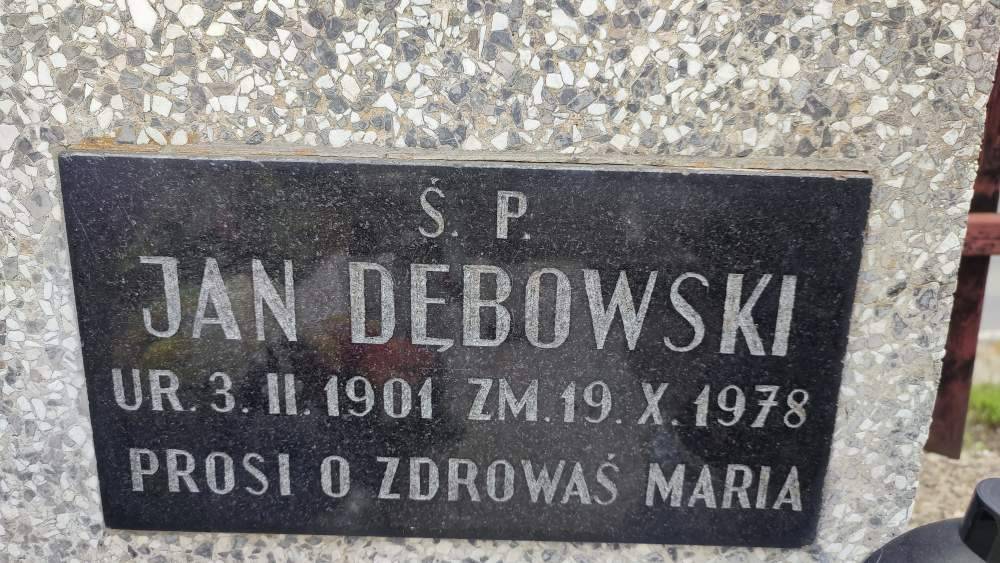 Ś. P.
JAN DĘBOWSKI
UR. 3. II. 1901 ZM. 19. X. 1978
PROSI O ZDROWAŚ MARIA